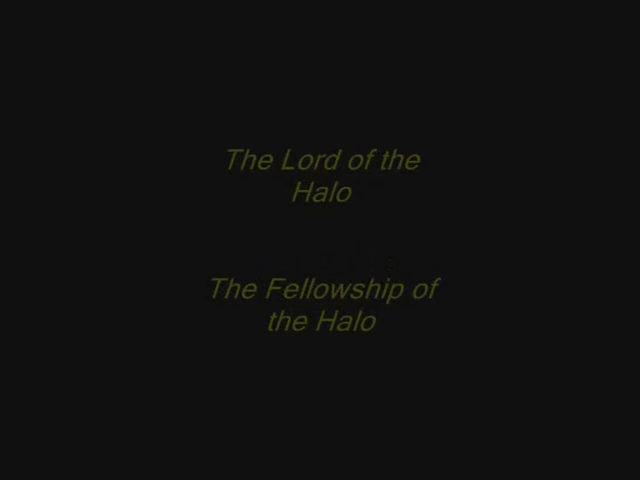 The Lord of the
Halo
The Fellowship of
the Halo